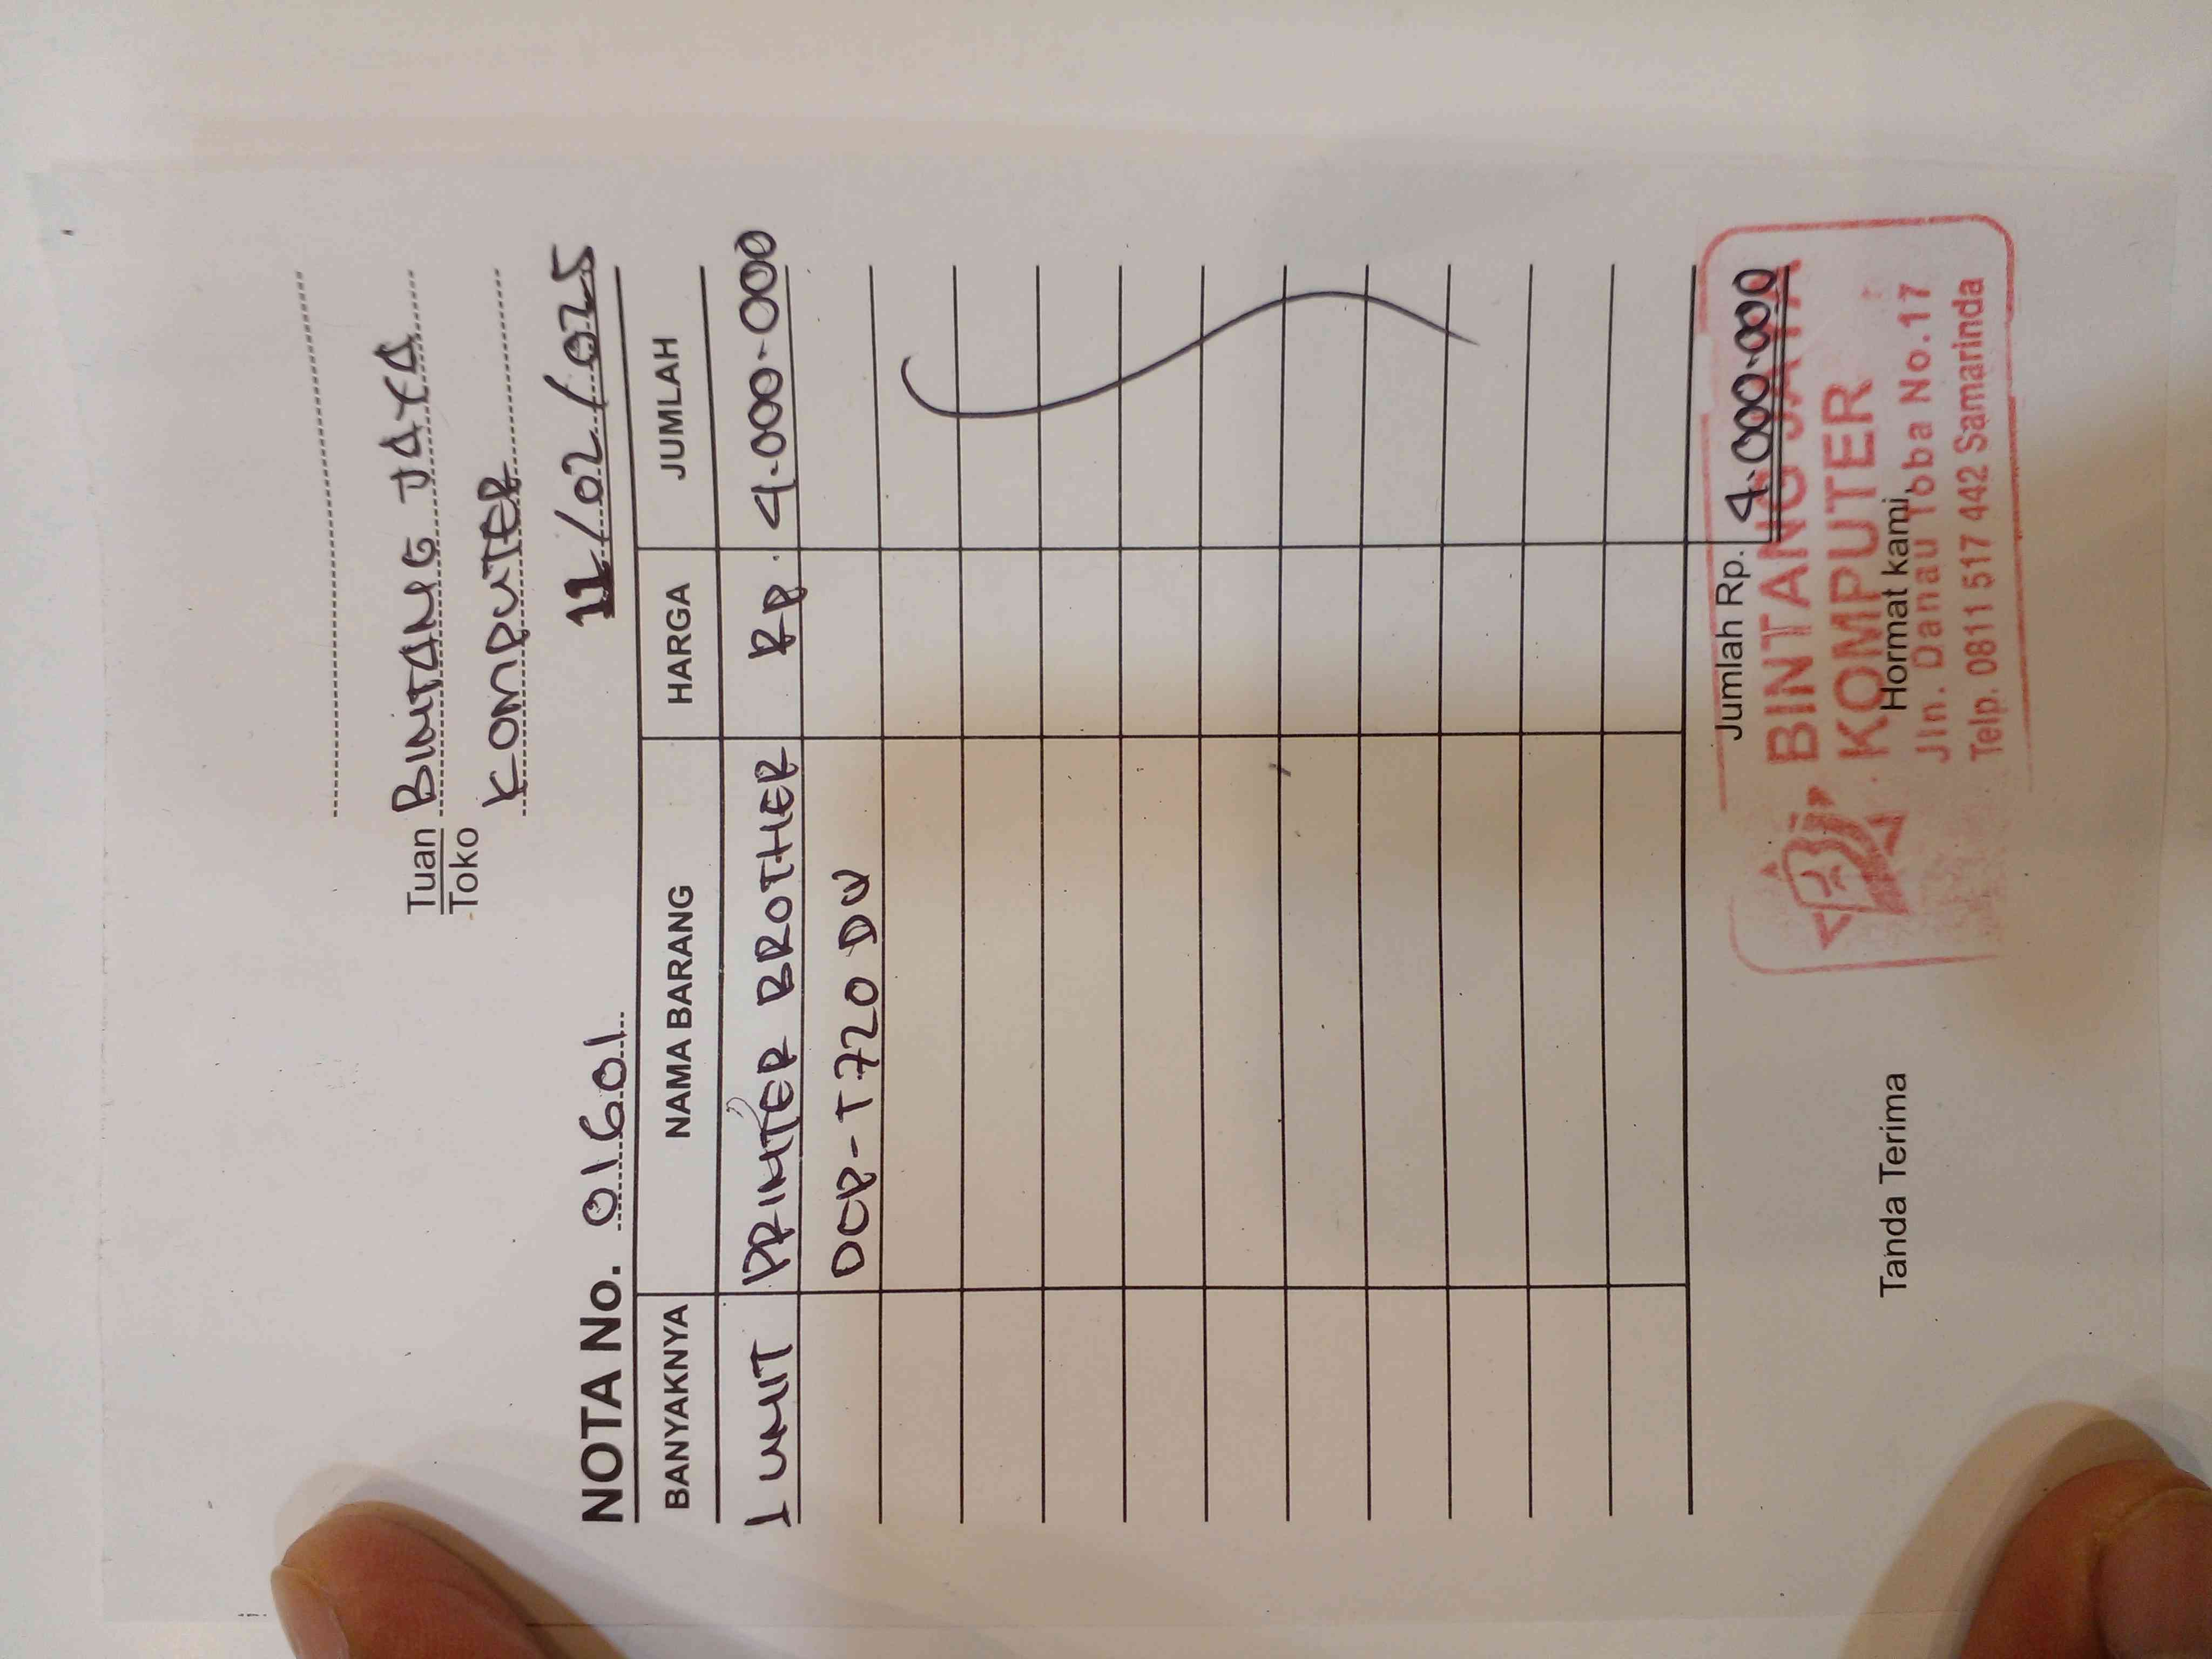 Tuan BINTANG JAYA
Toko
KOMPUTER
NOTA No. 01601 11/02/025
BANYAKNYA NAMA BARANG HARGA JUMLAH
1 UNIT PRINTER BROTHER RP. 4.000.000
DCP-T720 DW
Jumlah Rp. 4.000.000
BINTANG JAYA
KOMPUTER
Tanda Terima Hormat kami,
Jln. Danau Toba No.17
Telp. 0811 517 442 Samarinda